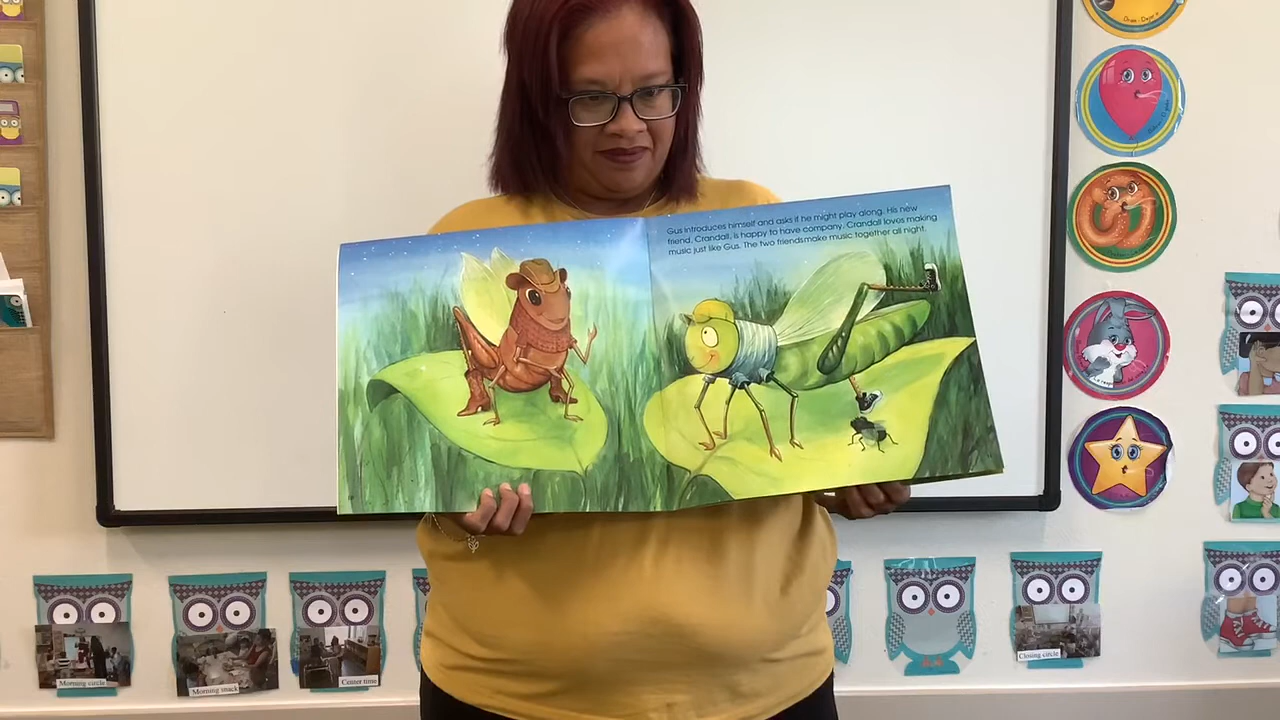 Gus introduces himself and asks if he might play along. His new
friend, Crandall, is happy to have company. Crandall loves making
music just like Gus. The two friendsmake music together all night.
Morning circle
Morning snack
Center time
Closing circle